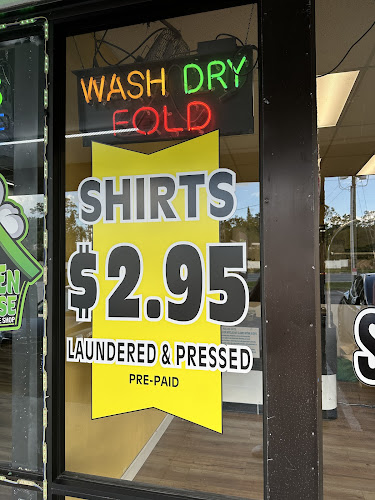 WASH DRY
FOLD
SHIRTS
$2.95
LAUNDERED & PRESSED
PRE-PAID
S